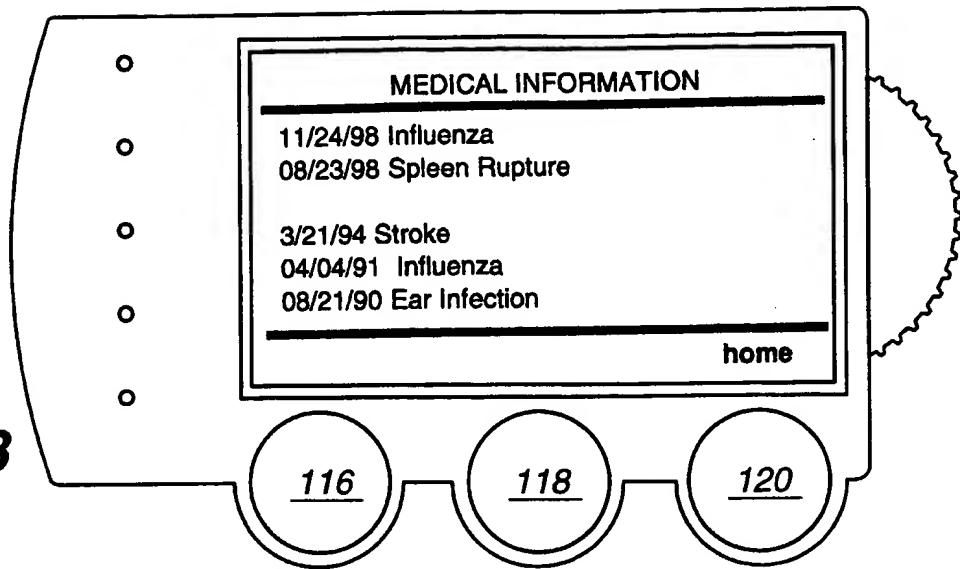 MEDICAL INFORMATION
11/24/98 Influenza
08/23/98 Spleen Rupture
3/21/94 Stroke
04/04/91 Influenza
08/21/90 Ear Infection
home
116
118
120